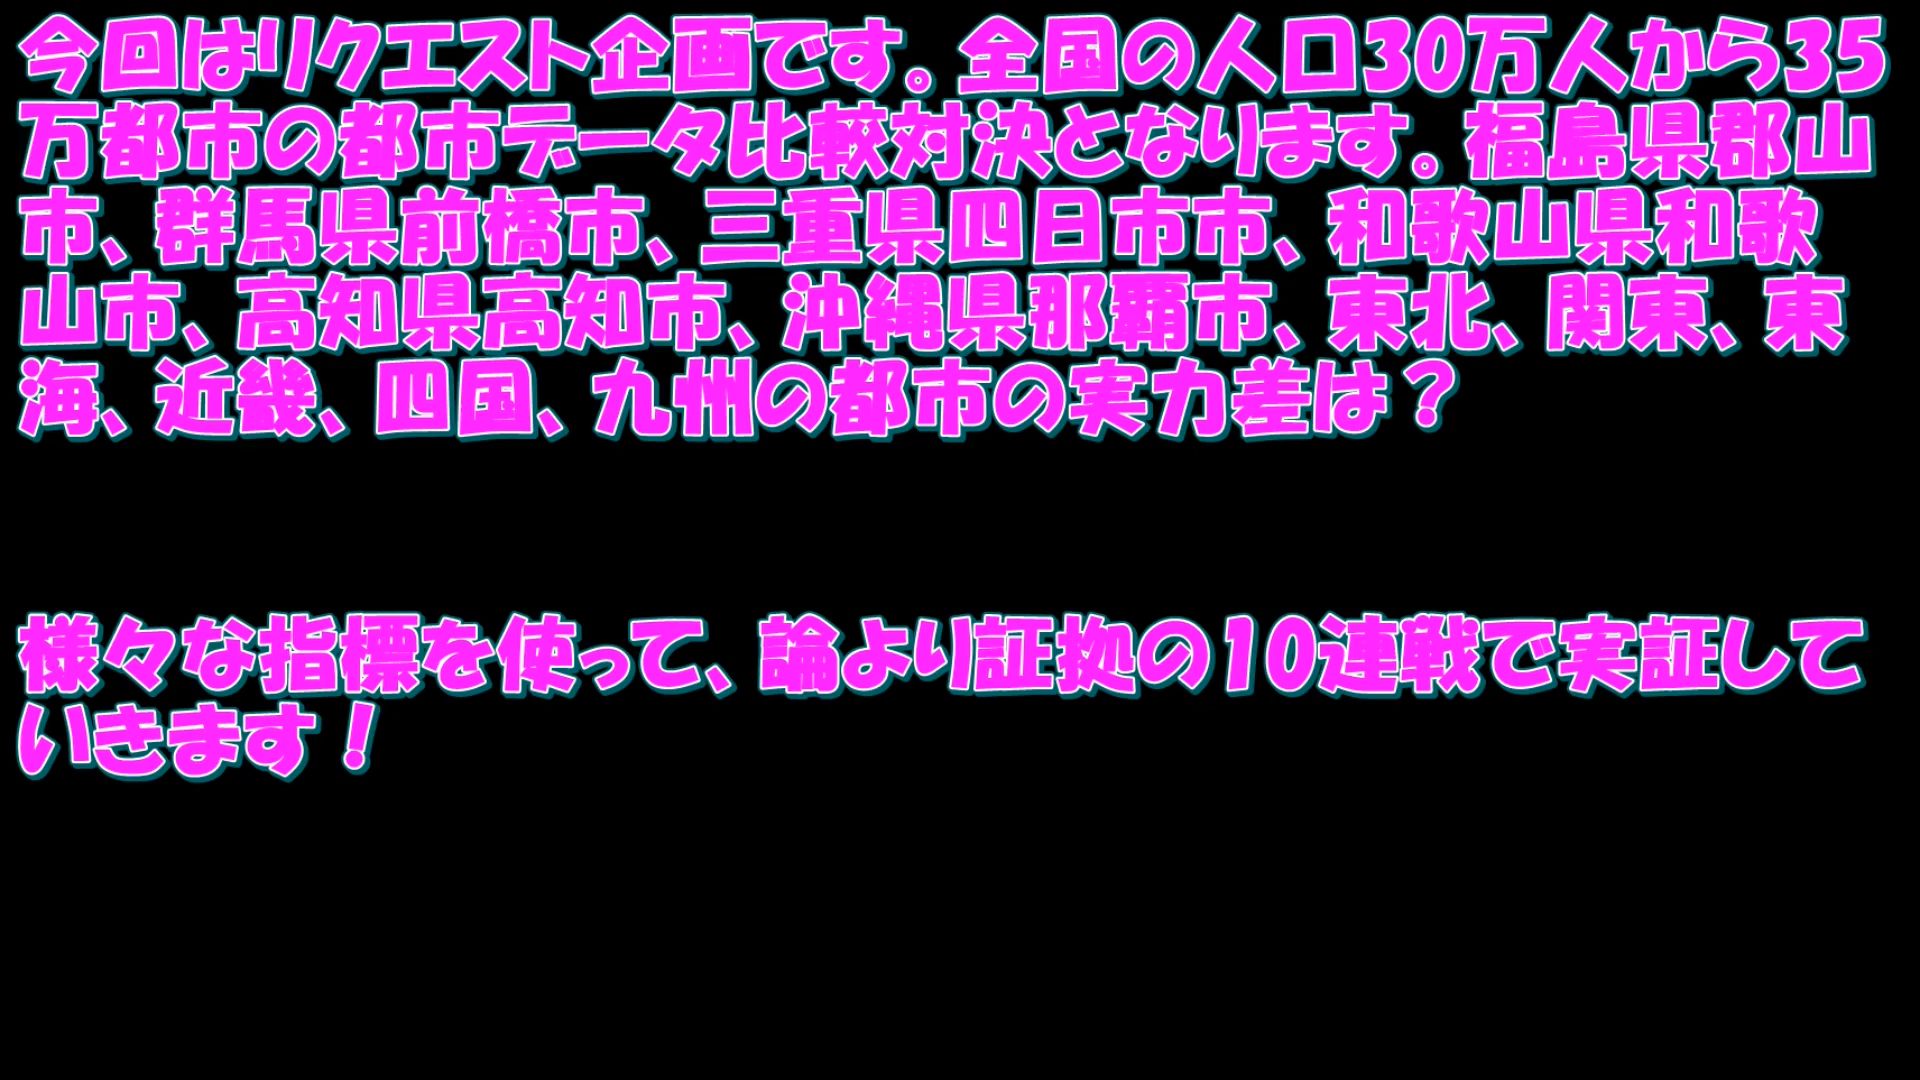 今回はリクエスト企画です。全国の人口30万人から35
万都市の都市データ比較対決となります。福島県郡山
市、群馬県前橋市、三重県四日市市、和歌山県和歌
山市、高知県高知市、沖縄県那覇市、東北、関東、東
海、近畿、四国、九州の都市の実力差は？
様々な指標を使って、論より証拠の10連戦で実証して
いきます！